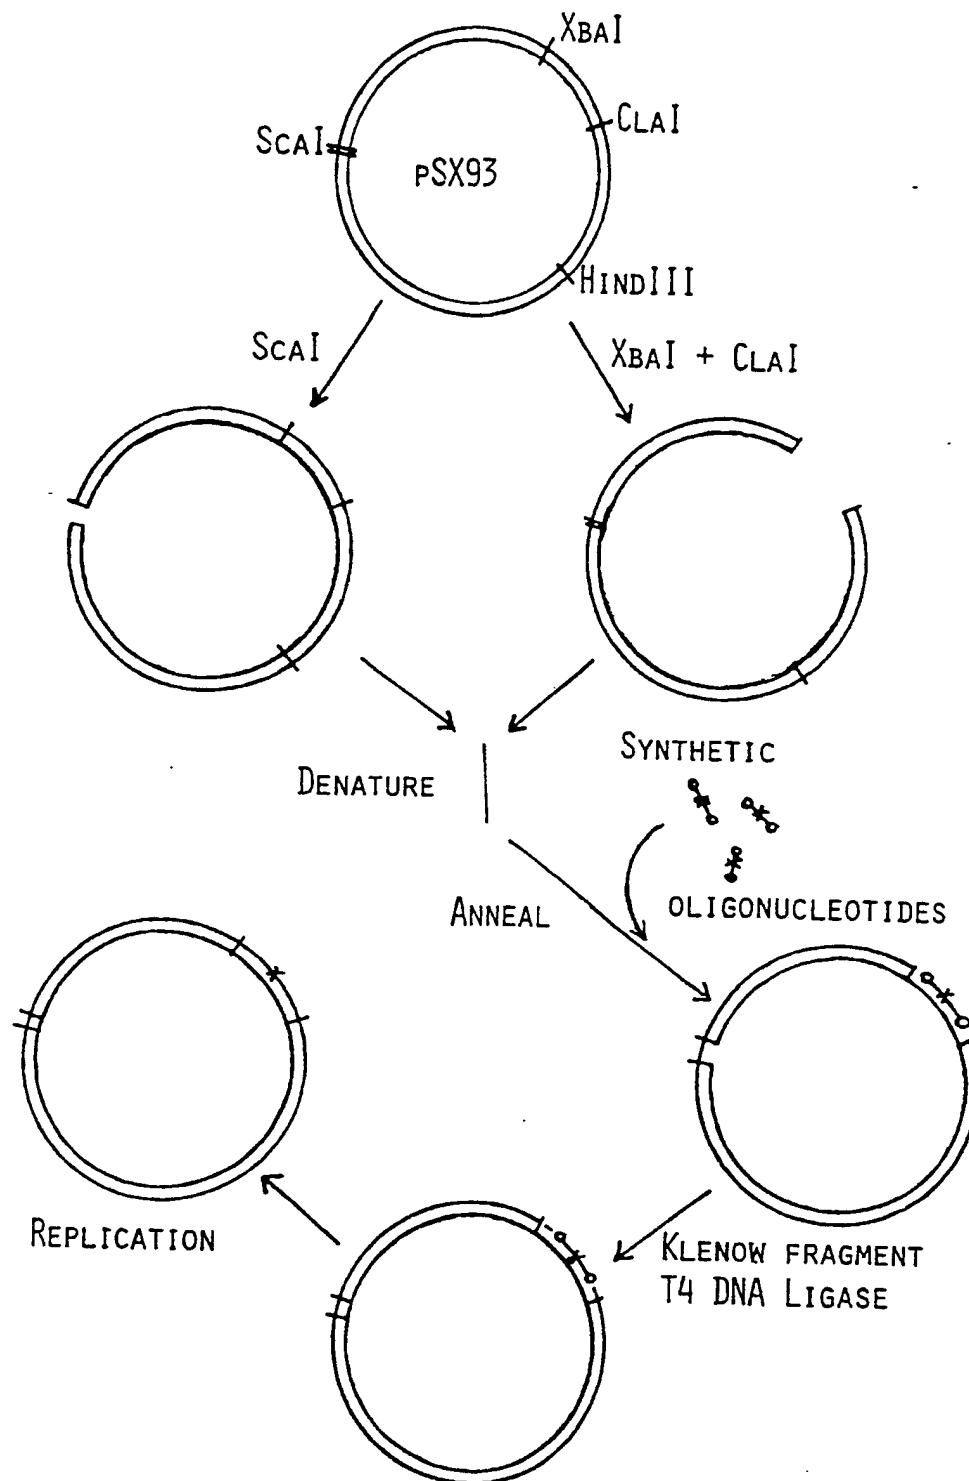 XBAI
SCAI
CLAI
PSX93
HINDIII
SCAI
XBAI + CLAI
SYNTHETIC
DENATURE
ANNEAL
OLIGONUCLEOTIDES
REPLICATION
KLENOW FRAGMENT
T4 DNA LIGASE